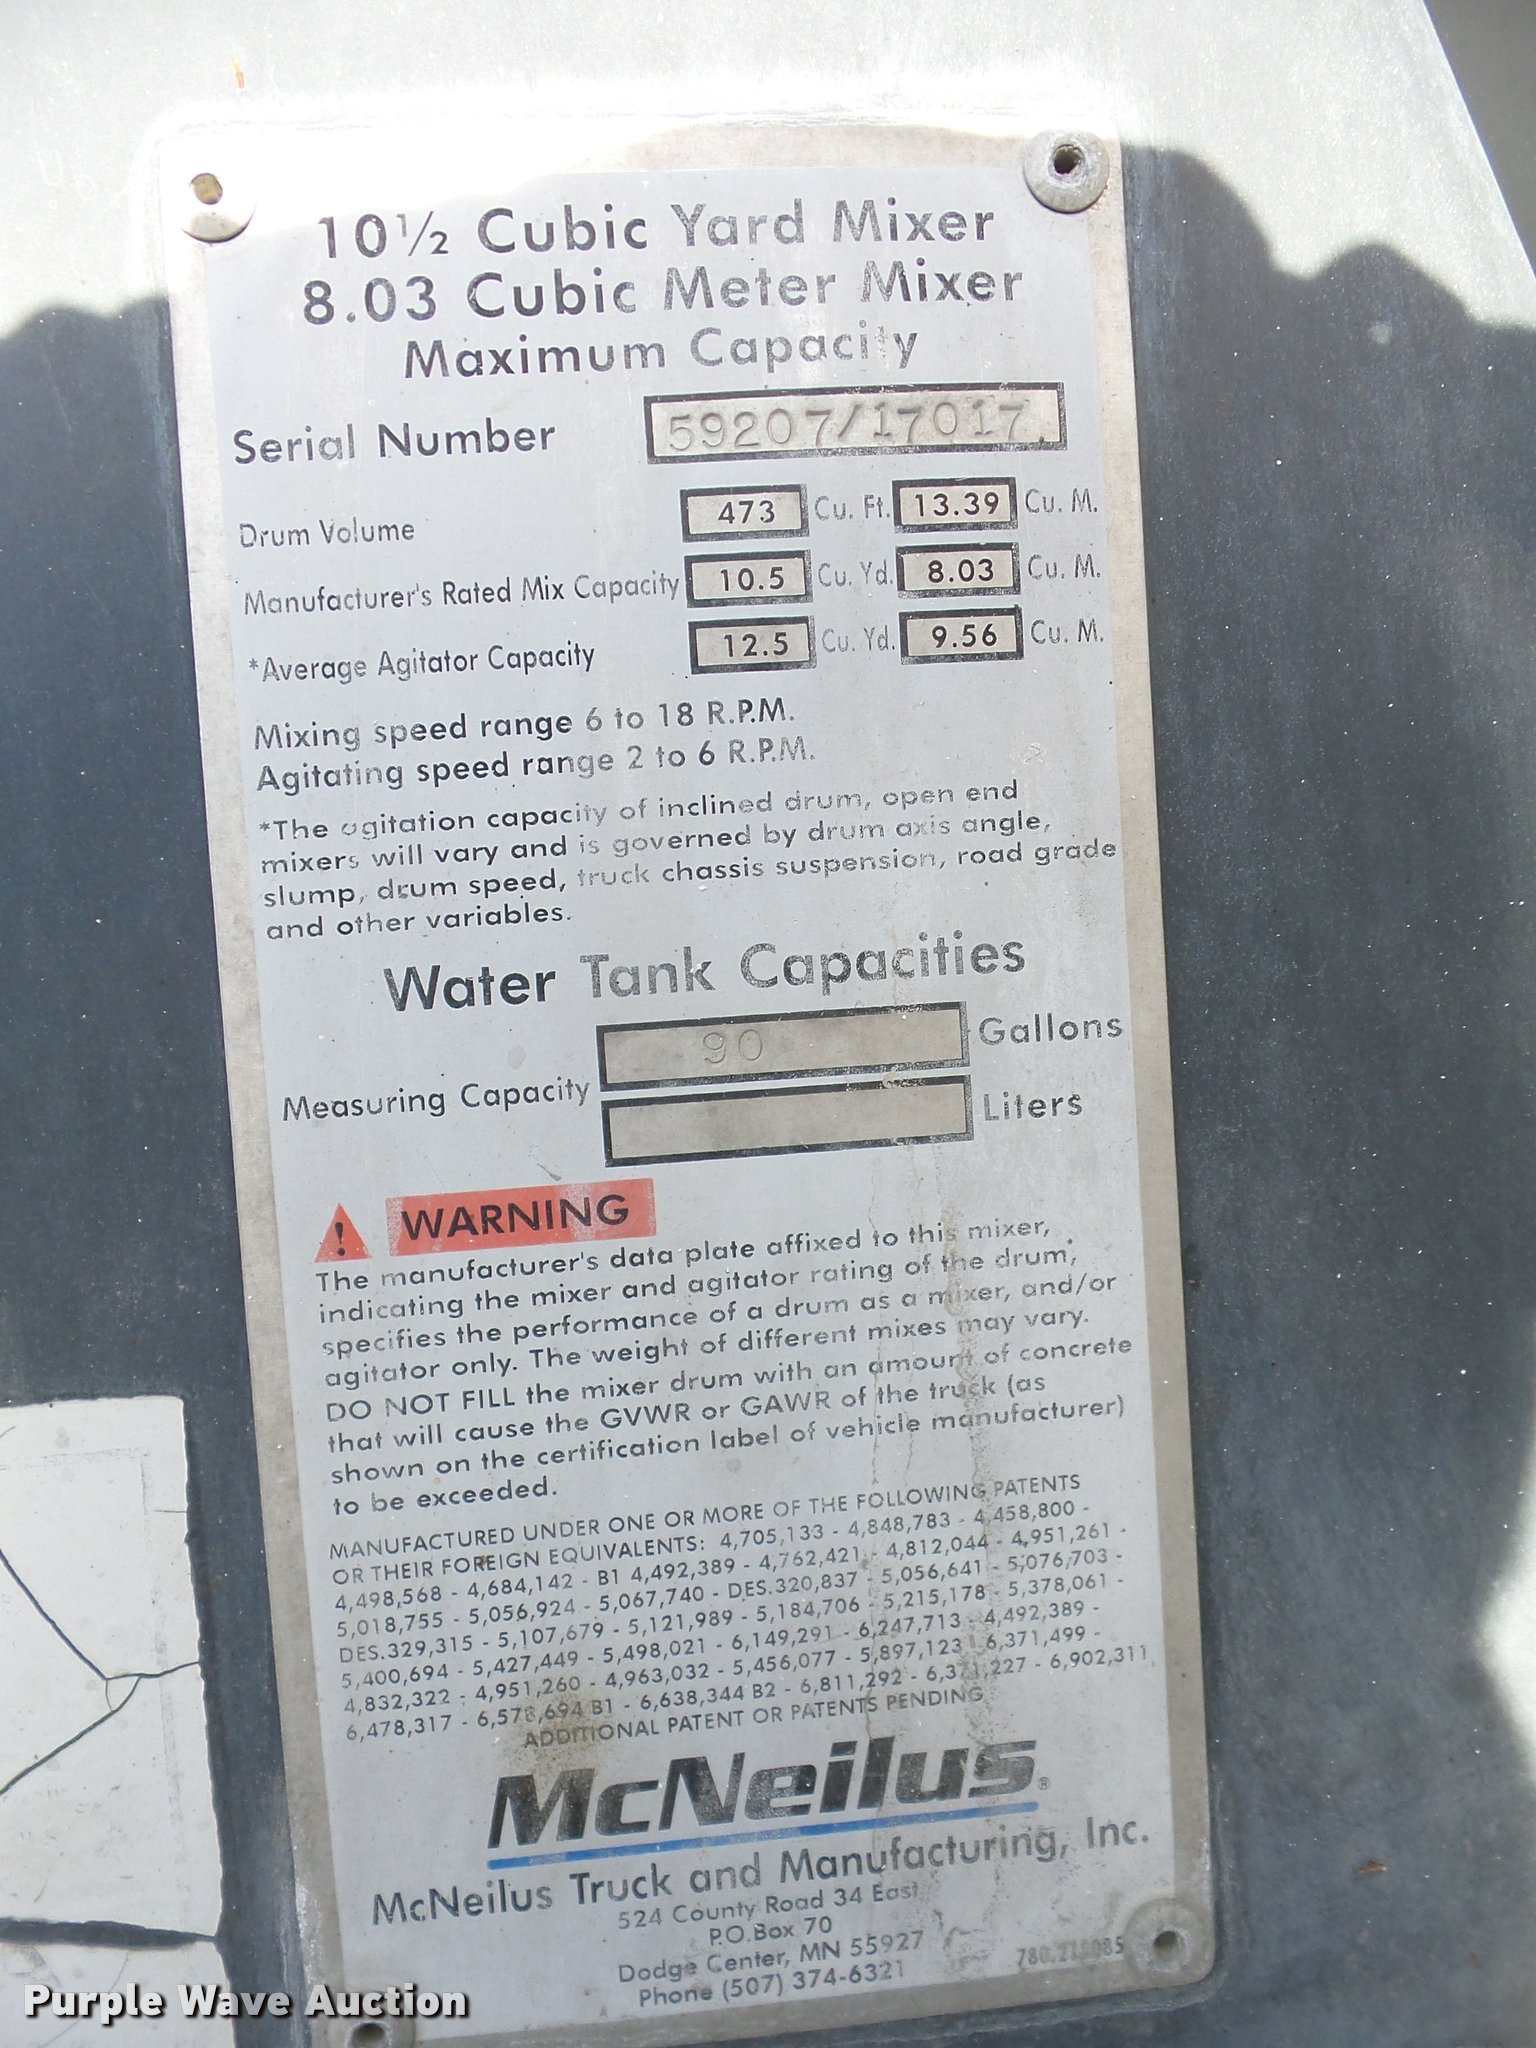 10½ Cubic Yard Mixer
8.03 Cubic Meter Mixer
Maximum Capacity
Serial Number 59207/17017
Drum Volume 473 Cu. Ft. 13.39 Cu. M.
Manufacturer's Rated Mix Capacity 10.5 Cu. Yd. 8.03 Cu. M.
*Average Agitator Capacity 12.5 Cu. Yd. 9.56 Cu. M.
Mixing speed range 6 to 18 R.P.M.
Agitating speed range 2 to 6 R.P.M.
*The agitation capacity of inclined drum, open end
mixers will vary and is governed by drum axis angle,
slump, drum speed, truck chassis suspension, road grade
and other variables.
Water Tank Capacities
Measuring Capacity 90 Gallons
Liters
! WARNING
The manufacturer's data plate affixed to this mixer,
indicating the mixer and agitator rating of the drum,
specifies the performance of a drum as a mixer, and/or
agitator only. The weight of different mixes may vary.
DO NOT FILL the mixer drum with an amount of concrete
that will cause the GVWR or GAWR of the truck (as
shown on the certification label of vehicle manufacturer)
to be exceeded.
MANUFACTURED UNDER ONE OR MORE OF THE FOLLOWING PATENTS
OR THEIR FOREIGN EQUIVALENTS: 4,705,133 - 4,848,783 - 4,458,800 -
4,498,568 - 4,684,142 - B1 4,492,389 - 4,762,421 - 4,812,044 - 4,951,261 -
5,018,755 - 5,056,924 - 5,067,740 - DES.320,837 - 5,056,641 - 5,076,703 -
DES.329,315 - 5,107,679 - 5,121,989 - 5,184,706 - 5,215,178 - 5,378,061 -
5,400,694 - 5,427,449 - 5,498,021 - 6,149,291 - 6,247,713 - 4,492,389 -
4,832,322 - 4,951,260 - 4,963,032 - 5,456,077 - 5,897,123 - 6,371,499 -
6,478,317 - 6,578,694 B1 - 6,638,344 B2 - 6,811,292 - 6,371,227 - 6,902,311,
ADDITIONAL PATENT OR PATENTS PENDING
McNeilus®
McNeilus Truck and Manufacturing, Inc.
524 County Road 34 East
P.O.Box 70
Dodge Center, MN 55927
Phone (507) 374-6321
Purple Wave Auction